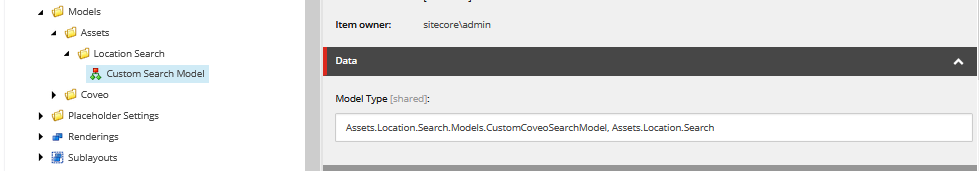 Models
Assets
Location Search
Custom Search Model
Coveo
Placeholder Settings
Renderings
Sublayouts
Item owner: sitecore\admin
Data
Model Type [shared]:
Assets.Location.Search.Models.CustomCoveoSearchModel, Assets.Location.Search